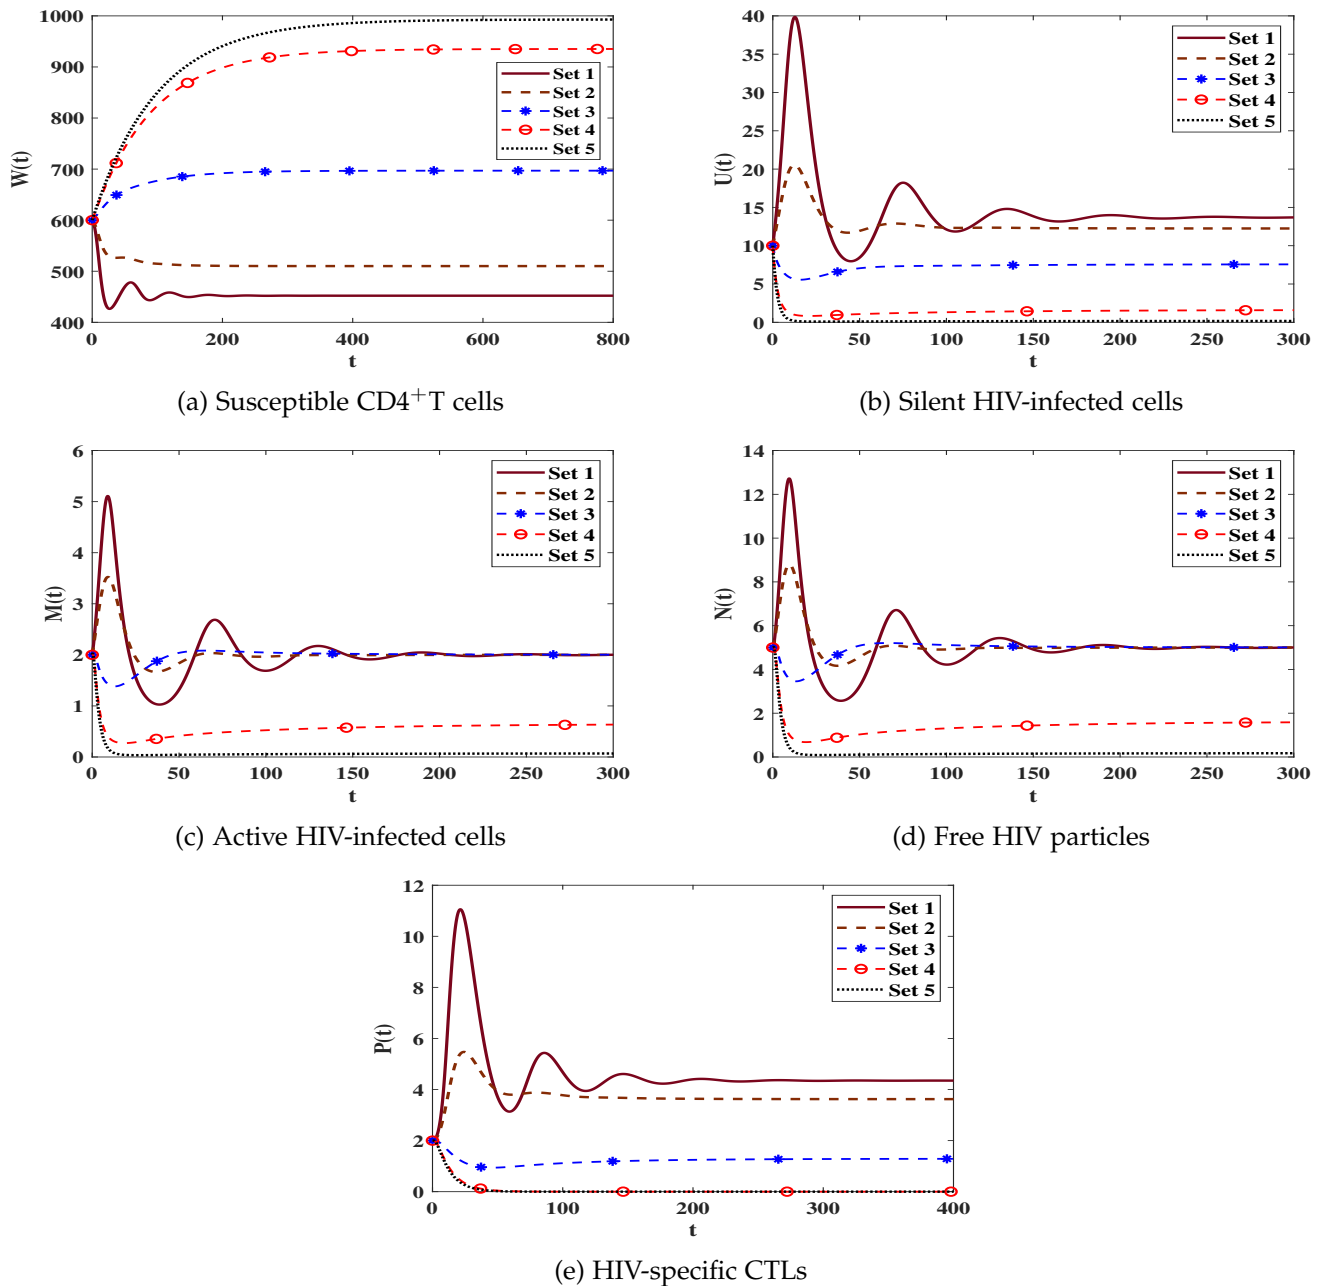 1000
900
800
700
600
500
400
W(t)
0 200 400 600 800
t
Set 1
Set 2
Set 3
Set 4
Set 5
(a) Susceptible CD4+T cells
40
35
30
25
20
15
10
5
0
U(t)
0 50 100 150 200 250 300
t
Set 1
Set 2
Set 3
Set 4
Set 5
(b) Silent HIV-infected cells
6
5
4
3
2
1
0
M(t)
0 50 100 150 200 250 300
t
Set 1
Set 2
Set 3
Set 4
Set 5
(c) Active HIV-infected cells
14
12
10
8
6
4
2
0
N(t)
0 50 100 150 200 250 300
t
Set 1
Set 2
Set 3
Set 4
Set 5
(d) Free HIV particles
12
10
8
6
4
2
0
P(t)
0 100 200 300 400
t
Set 1
Set 2
Set 3
Set 4
Set 5
(e) HIV-specific CTLs